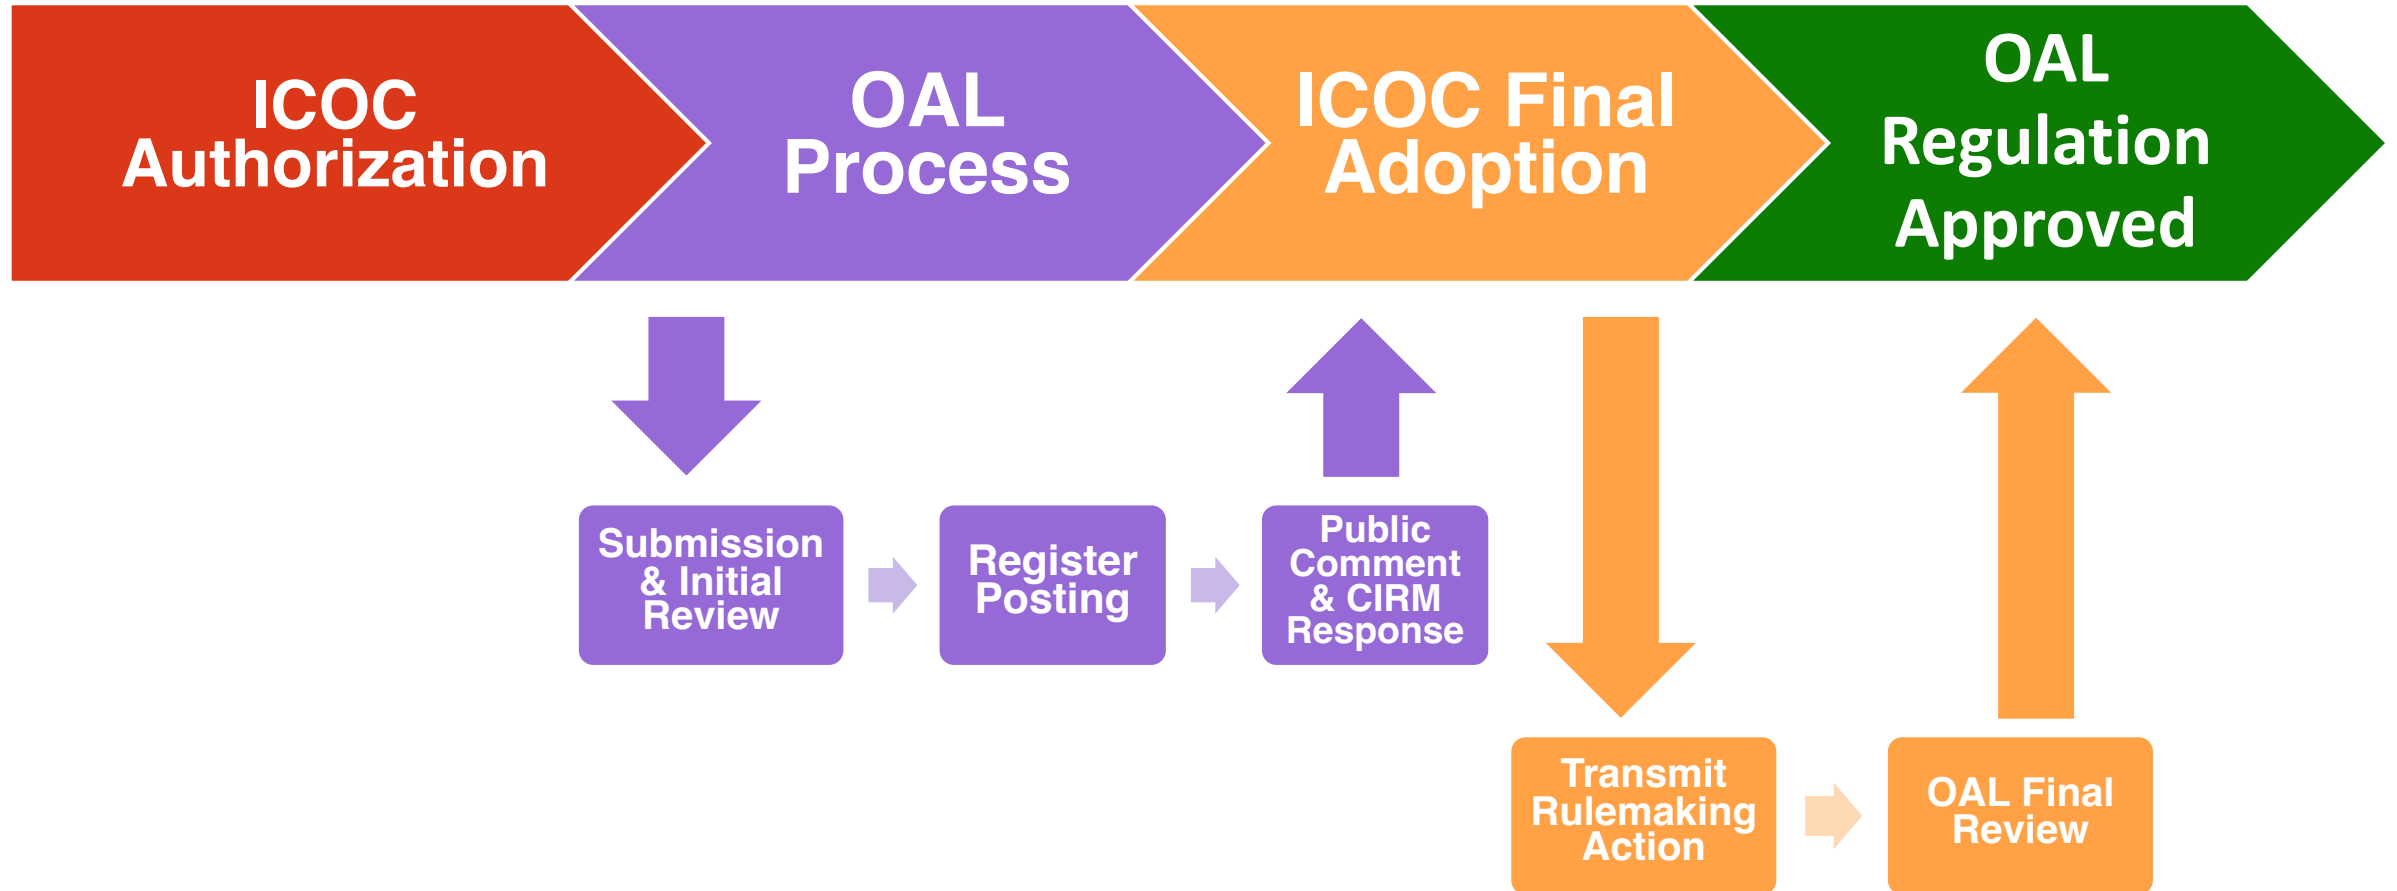 ICOC
Authorization
OAL
Process
ICOC Final
Adoption
OAL
Regulation
Approved
Submission
& Initial
Review
Register
Posting
Public
Comment
& CIRM
Response
Transmit
Rulemaking
Action
OAL Final
Review